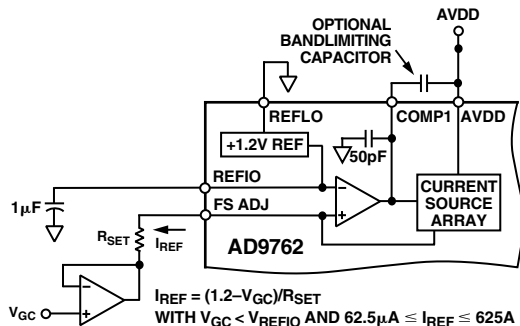 OPTIONAL
BANDLIMITING
CAPACITOR
AVDD
REFLO
COMP1
AVDD
+1.2V REF
50pF
REFIO
1μF
FS ADJ
CURRENT
SOURCE
ARRAY
RSET
IREF
AD9762
VGC
IREF = (1.2–VGC)/RSET
WITH VGC < VREFIO AND 62.5μA ≤ IREF ≤ 625A